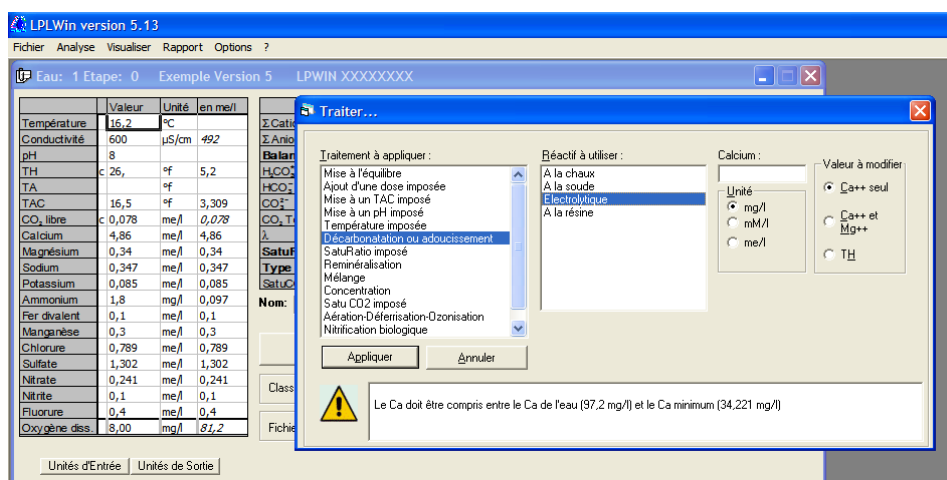 LPLWin version 5.13
Fichier Analyse Visualiser Rapport Options ?
Eau: 1 Etape: 0 Exemple Version 5 LPWIN XXXXXXXX
Valeur Unité en me/l
Température 16,2 °C
Conductivité 600 µS/cm 492
pH 8
TH c 26, °f 5,2
TA °f
TAC 16,5 °f 3,309
CO₂ libre c 0,078 me/l 0,078
Calcium 4,86 me/l 4,86
Magnésium 0,34 me/l 0,34
Sodium 0,347 me/l 0,347
Potassium 0,085 me/l 0,085
Ammonium 1,8 mg/l 0,097
Fer divalent 0,1 me/l 0,1
Manganèse 0,3 me/l 0,3
Chlorure 0,789 me/l 0,789
Sulfate 1,302 me/l 1,302
Nitrate 0,241 me/l 0,241
Nitrite 0,1 me/l 0,1
Fluorure 0,4 me/l 0,4
Oxygène diss. 8,00 mg/l 81,2
Unités d'Entrée Unités de Sortie
Σ Catio
Σ Anio
Balan
H₂CO
HCO
CO
CO₂ T
λ
Satu
Type
SatuC
Nom:
Class
Fichie
Traiter...
Traitement à appliquer :
Mise à l'équilibre
Ajout d'une dose imposée
Mise à un TAC imposé
Mise à un pH imposé
Température imposée
Décarbonatation ou adoucissement
SatuRatio imposé
Reminéralisation
Mélange
Concentration
Satu CO2 imposé
Aération-Déferrisation-Ozonisation
Nitrification biologique
Réactif à utiliser :
A la chaux
A la soude
Electrolytique
A la résine
Calcium :
Unité
mg/l
mM/l
me/l
Valeur à modifier
Ca++ seul
Ca++ et
Mg++
TH
Appliquer Annuler
Le Ca doit être compris entre le Ca de l'eau (97,2 mg/l) et le Ca minimum (34,221 mg/l)